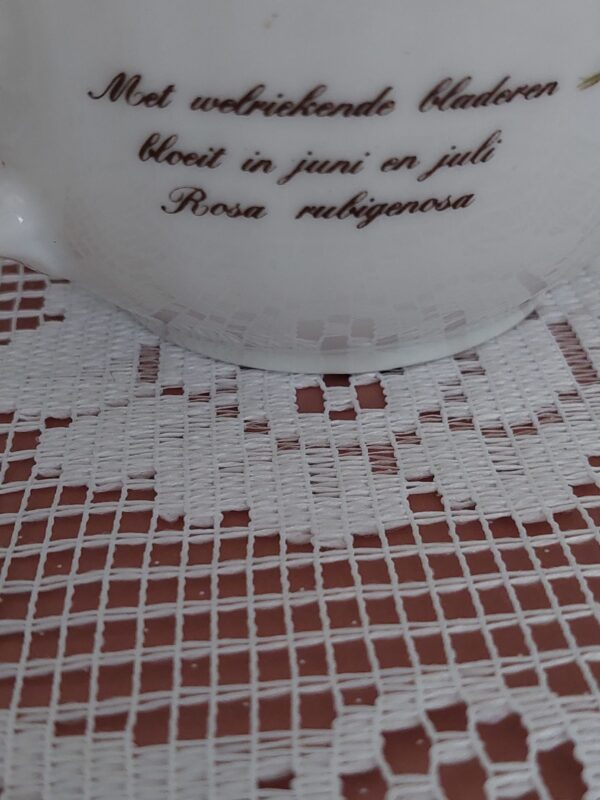 Met welriekende bladeren
bloeit in juni en juli
Rosa rubigenosa